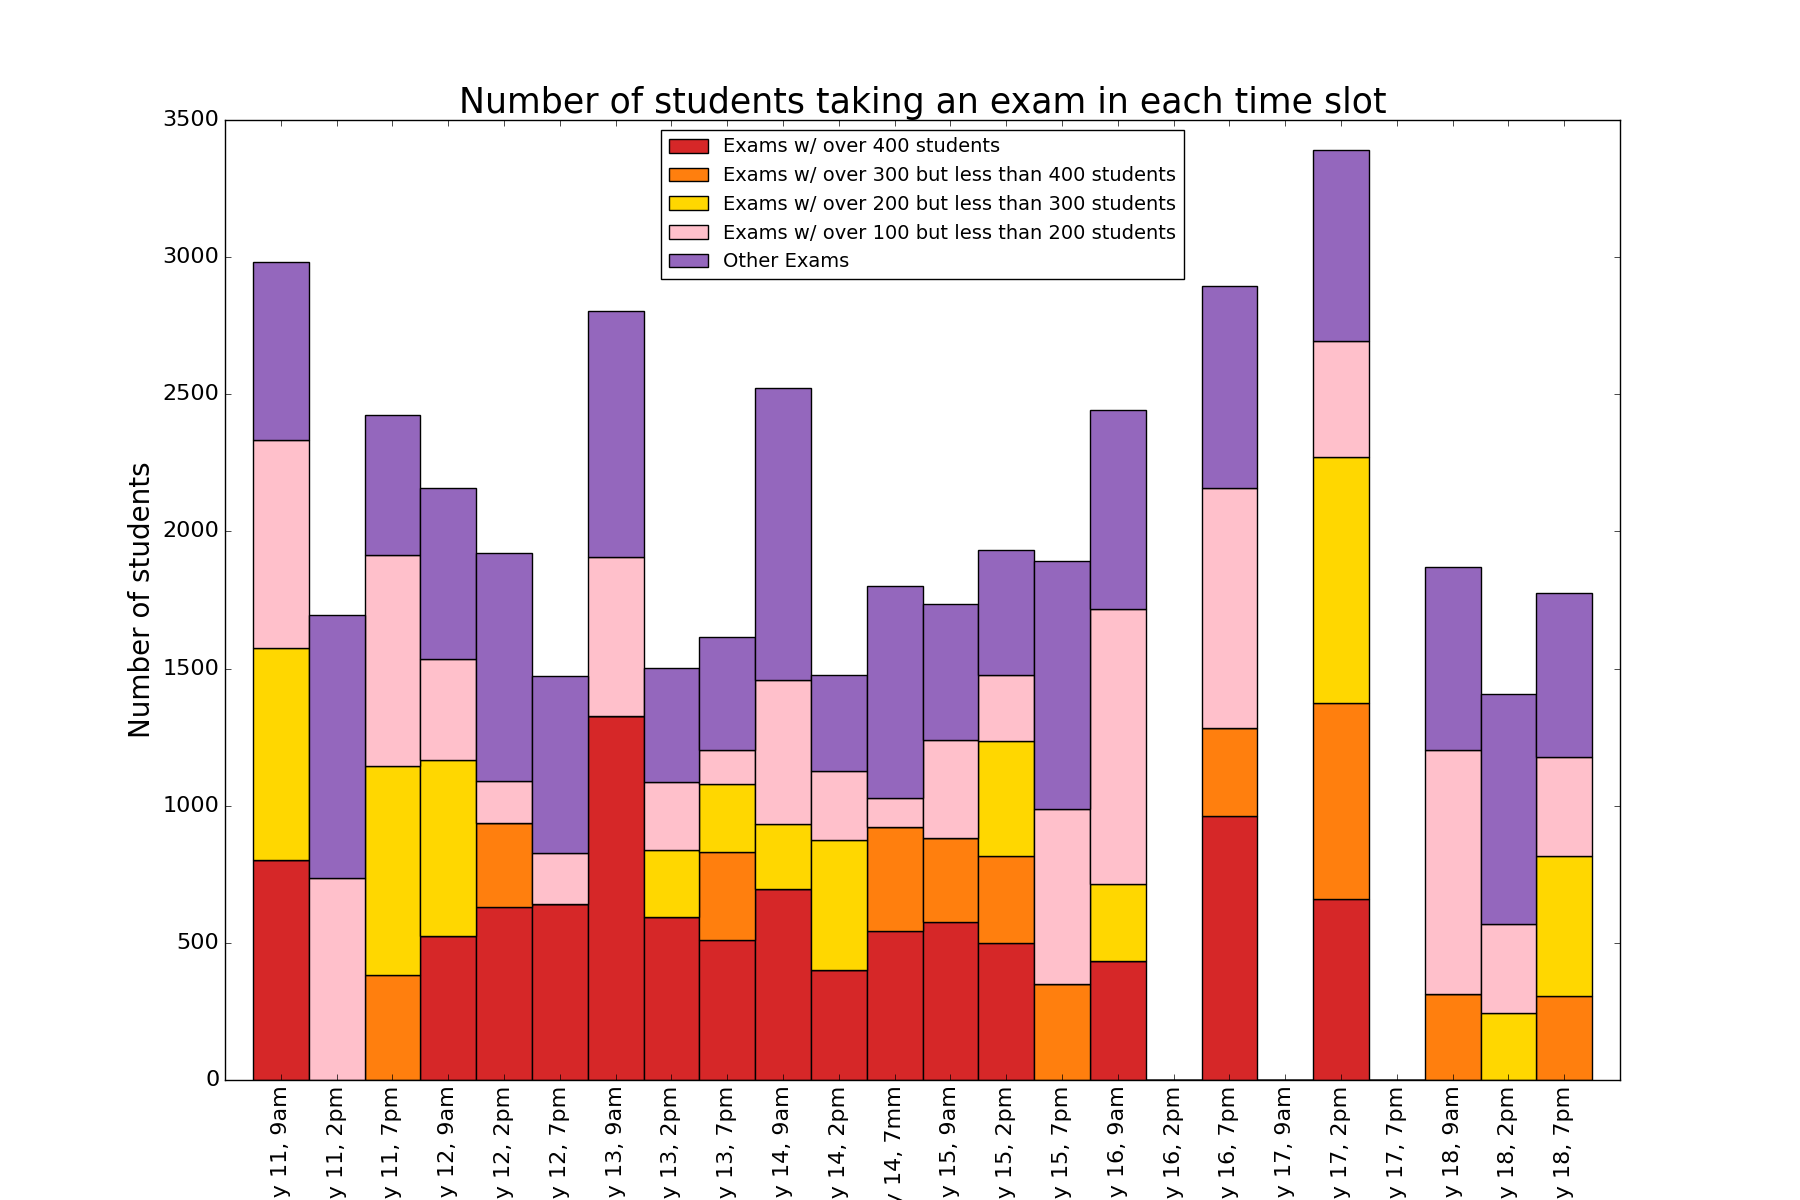 Number of students taking an exam in each time slot
Exams w/ over 400 students
Exams w/ over 300 but less than 400 students
Exams w/ over 200 but less than 300 students
Exams w/ over 100 but less than 200 students
Other Exams
Number of students
3500
3000
2500
2000
1500
1000
500
0
y 11, 9am
y 11, 2pm
y 11, 7pm
y 12, 9am
y 12, 2pm
y 12, 7pm
y 13, 9am
y 13, 2pm
y 13, 7pm
y 14, 9am
y 14, 2pm
y 14, 7mm
y 15, 9am
y 15, 2pm
y 15, 7pm
y 16, 9am
y 16, 2pm
y 16, 7pm
y 17, 9am
y 17, 2pm
y 17, 7pm
y 18, 9am
y 18, 2pm
y 18, 7pm